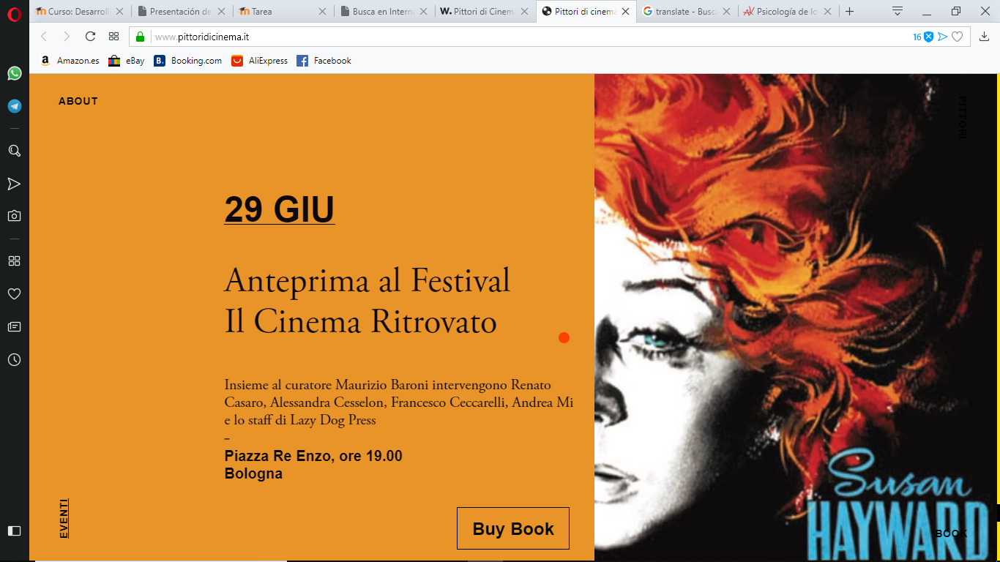 Curso: Desarroll
Presentación de
Tarea
Busca en Intern
W. Pittori di Cinem
Pittori di cinema
translate - Busc
Psicología de lo
www.pittoridicinema.it
16
Amazon.es
eBay
B. Booking.com
AliExpress
Facebook
ABOUT
PITTORI
29 GIU
Anteprima al Festival
Il Cinema Ritrovato
Insieme al curatore Maurizio Baroni intervengono Renato
Casaro, Alessandra Cesselon, Francesco Ceccarelli, Andrea Mi
e lo staff di Lazy Dog Press
–
Piazza Re Enzo, ore 19.00
Bologna
EVENTI
Buy Book
Susan
HAYWARD
BOOK